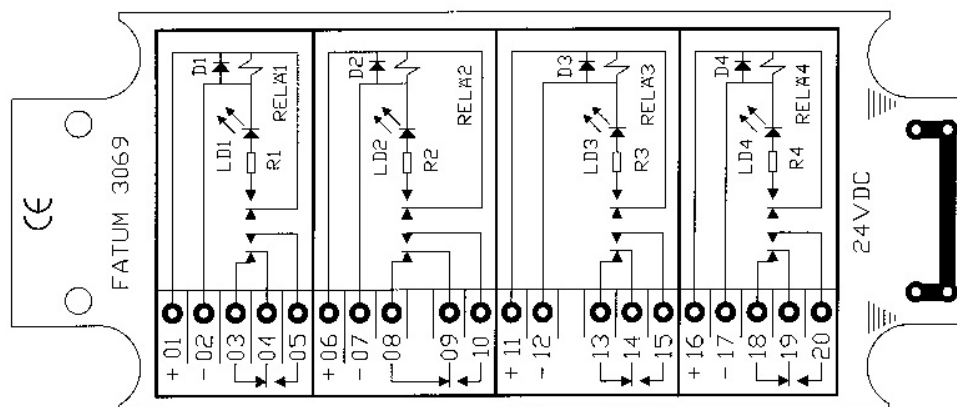 CE
FATUM 3069
D1
LD1
R1
RELÄ1
D2
LD2
R2
RELÄ2
D3
LD3
R3
RELÄ3
D4
LD4
R4
RELÄ4
24VDC
+ 01
- 02
03
04
05
+ 06
- 07
08
09
10
+ 11
- 12
13
14
15
+ 16
- 17
18
19
20